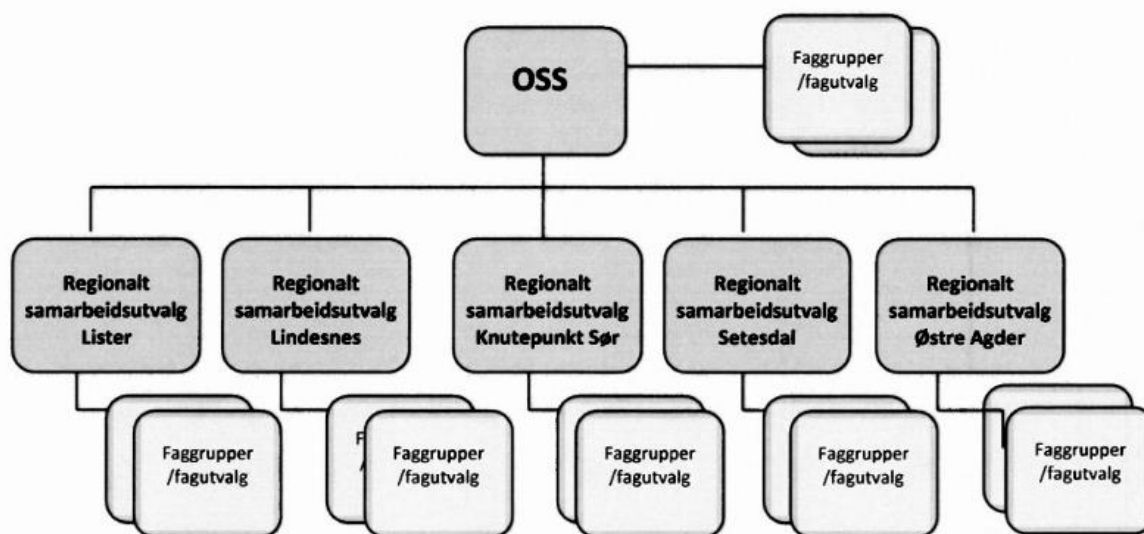 OSS
Faggrupper
/fagutvalg
Regionalt
samarbeidsutvalg
Lister
Regionalt
samarbeidsutvalg
Lindesnes
Regionalt
samarbeidsutvalg
Knutepunkt Sør
Regionalt
samarbeidsutvalg
Setesdal
Regionalt
samarbeidsutvalg
Østre Agder
Faggrupper
/fagutvalg
F
/
Faggrupper
/fagutvalg
Faggrupper
/fagutvalg
Faggrupper
/fagutvalg
Faggrupper
/fagutvalg